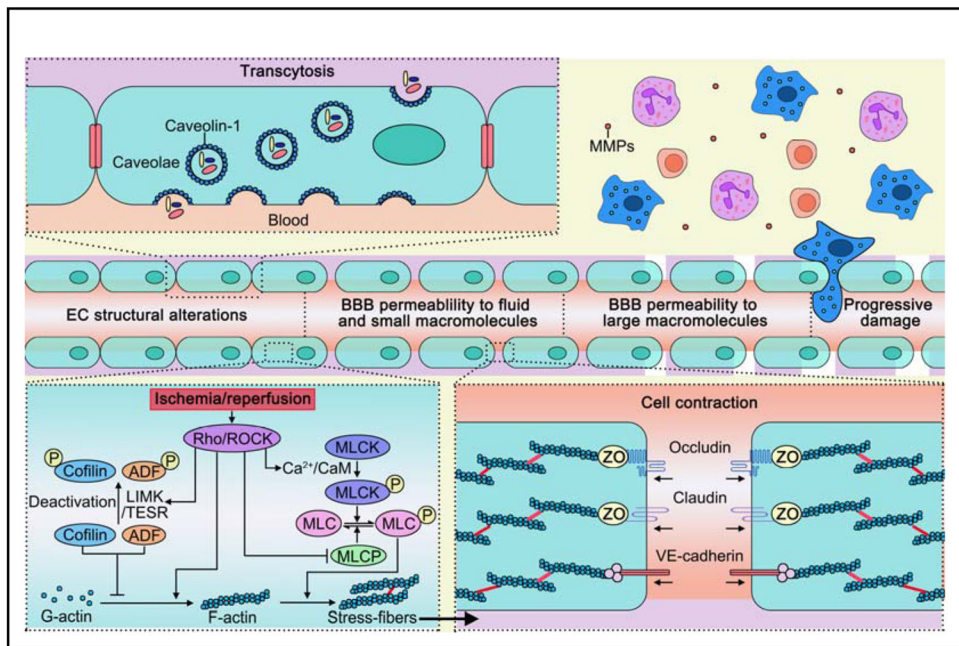 Transcytosis
Caveolin-1
Caveolae
Blood
MMPs
EC structural alterations
BBB permeablility to fluid
and small macromolecules
BBB permeability to
large macromolecules
Progressive
damage
Ischemia/reperfusion
Rho/ROCK
MLCK
P
Cofilin
ADF
P
Ca²⁺/CaM
Deactivation
LIMK
/TESR
MLCK
P
MLC
MLC
P
Cofilin
ADF
MLCP
G-actin
F-actin
Stress-fibers
Cell contraction
Occludin
ZO
ZO
Claudin
ZO
ZO
VE-cadherin